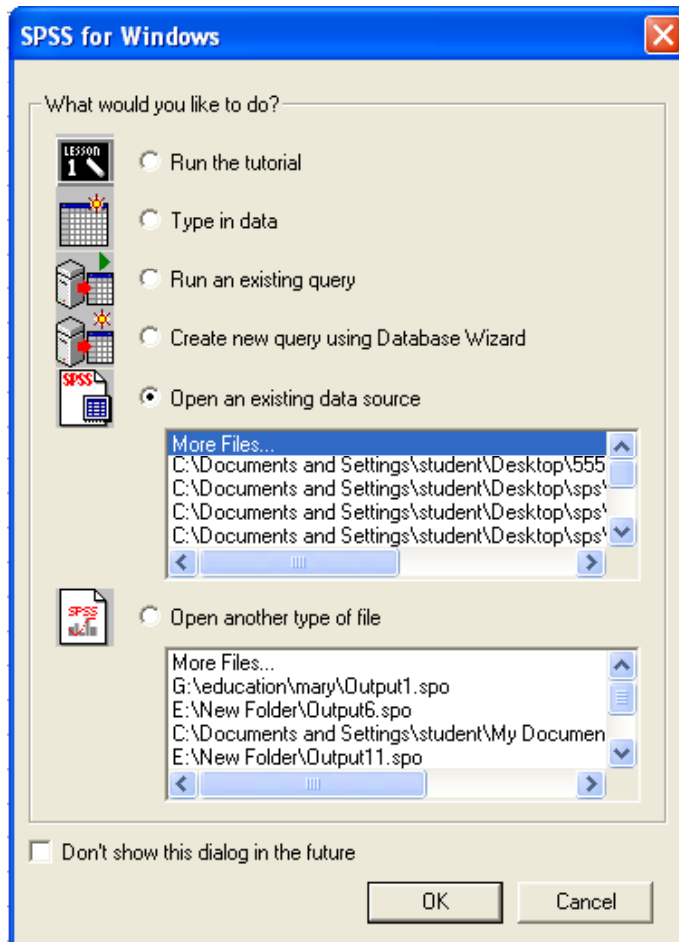 SPSS for Windows
What would you like to do?
LESSON
1
Run the tutorial
Type in data
Run an existing query
Create new query using Database Wizard
SPSS
Open an existing data source
More Files...
C:\Documents and Settings\student\Desktop\555
C:\Documents and Settings\student\Desktop\sps\
C:\Documents and Settings\student\Desktop\sps\
C:\Documents and Settings\student\Desktop\sps\
SPSS
Open another type of file
More Files...
G:\education\mary\Output1.spo
E:\New Folder\Output6.spo
C:\Documents and Settings\student\My Documen
E:\New Folder\Output11.spo
Don't show this dialog in the future
OK Cancel